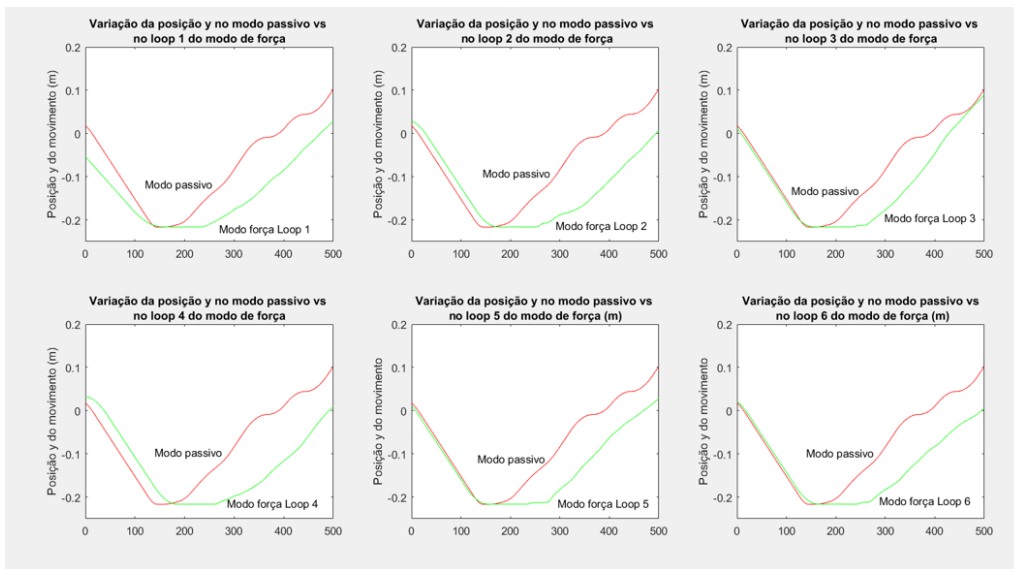 Variação da posição y no modo passivo vs
no loop 1 do modo de força
Posição y do movimento (m)
0.2
0.1
0
-0.1
-0.2
Modo passivo
Modo força Loop 1
0 100 200 300 400 500
Variação da posição y no modo passivo vs
no loop 2 do modo de força
Posição y do movimento (m)
0.2
0.1
0
-0.1
-0.2
Modo passivo
Modo força Loop 2
0 100 200 300 400 500
Variação da posição y no modo passivo vs
no loop 3 do modo de força
Posição y do movimento (m)
0.2
0.1
0
-0.1
-0.2
Modo passivo
Modo força Loop 3
0 100 200 300 400 500
Variação da posição y no modo passivo vs
no loop 4 do modo de força
Posição y do movimento (m)
0.2
0.1
0
-0.1
-0.2
Modo passivo
Modo força Loop 4
0 100 200 300 400 500
Variação da posição y no modo passivo vs
no loop 5 do modo de força (m)
Posição y do movimento
0.2
0.1
0
-0.1
-0.2
Modo passivo
Modo força Loop 5
0 100 200 300 400 500
Variação da posição y no modo passivo vs
no loop 6 do modo de força (m)
Posição y do movimento
0.2
0.1
0
-0.1
-0.2
Modo passivo
Modo força Loop 6
0 100 200 300 400 500